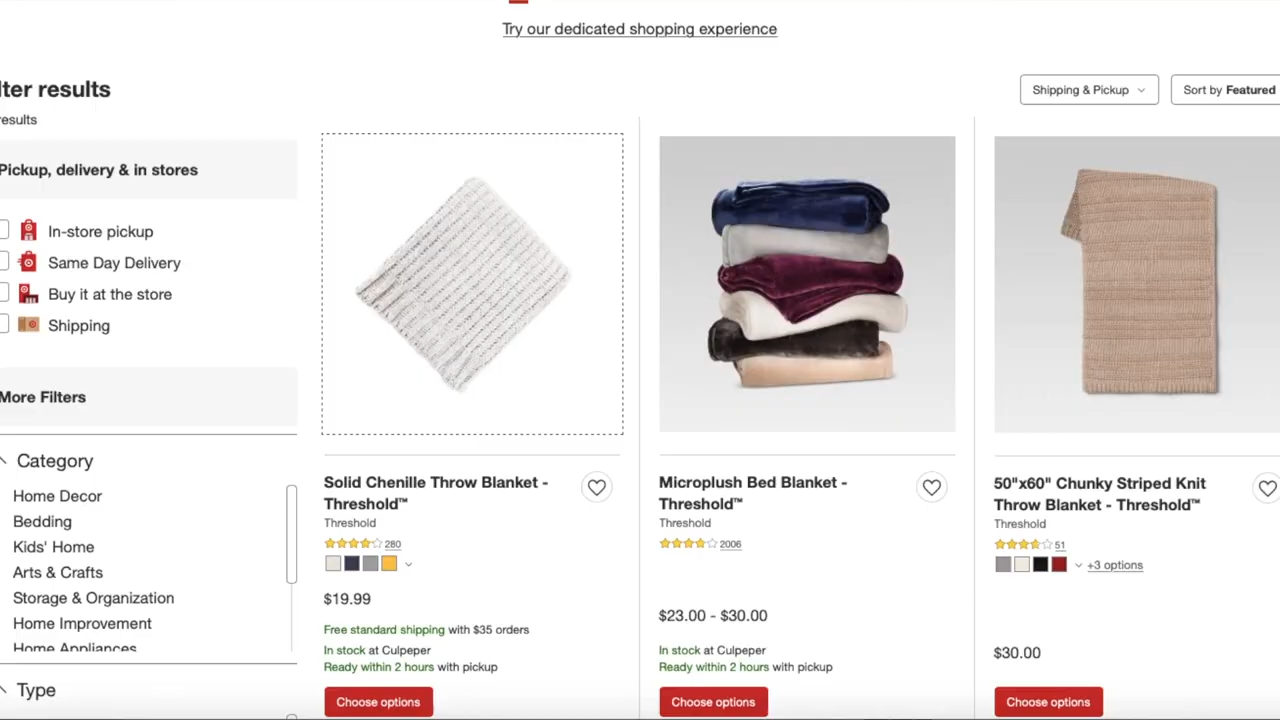 Try our dedicated shopping experience
lter results
results
Shipping & Pickup
Sort by Featured
Pickup, delivery & in stores
In-store pickup
Same Day Delivery
Buy it at the store
Shipping
More Filters
Category
Home Decor
Bedding
Kids' Home
Arts & Crafts
Storage & Organization
Home Improvement
Home Appliances
Type
Solid Chenille Throw Blanket -
Threshold™
Threshold
280
$19.99
Free standard shipping with $35 orders
In stock at Culpeper
Ready within 2 hours with pickup
Choose options
Microplush Bed Blanket -
Threshold™
Threshold
2006
$23.00 - $30.00
In stock at Culpeper
Ready within 2 hours with pickup
Choose options
50"x60" Chunky Striped Knit
Throw Blanket - Threshold™
Threshold
51
+3 options
$30.00
Choose options